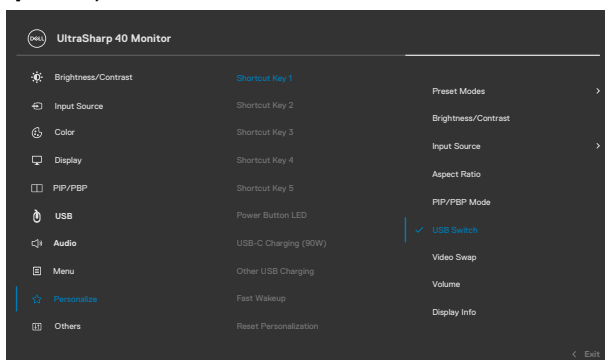 DELL UltraSharp 40 Monitor
Brightness/Contrast
Input Source
Color
Display
PIP/PBP
USB
Audio
Menu
Personalize
Others
Shortcut Key 1
Shortcut Key 2
Shortcut Key 3
Shortcut Key 4
Shortcut Key 5
Power Button LED
USB-C Charging (90W)
Other USB Charging
Fast Wakeup
Reset Personalization
Preset Modes
Brightness/Contrast
Input Source
Aspect Ratio
PIP/PBP Mode
USB Switch
Video Swap
Volume
Display Info
Exit